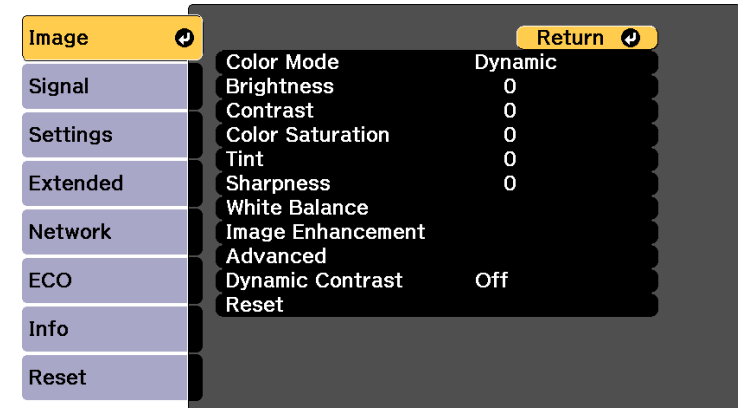 Image
Signal
Settings
Extended
Network
ECO
Info
Reset
Return
Color Mode Dynamic
Brightness 0
Contrast 0
Color Saturation 0
Tint 0
Sharpness 0
White Balance
Image Enhancement
Advanced
Dynamic Contrast Off
Reset